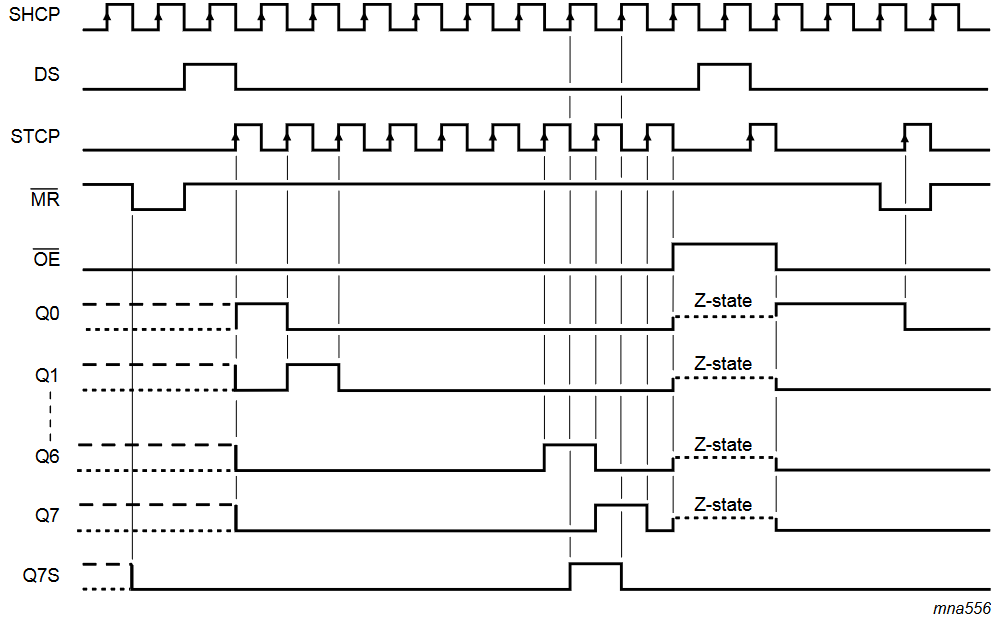 SHCP
DS
STCP
MR
OE
Q0
Z-state
Q1
Z-state
Q6
Z-state
Q7
Z-state
Q7S
mna556